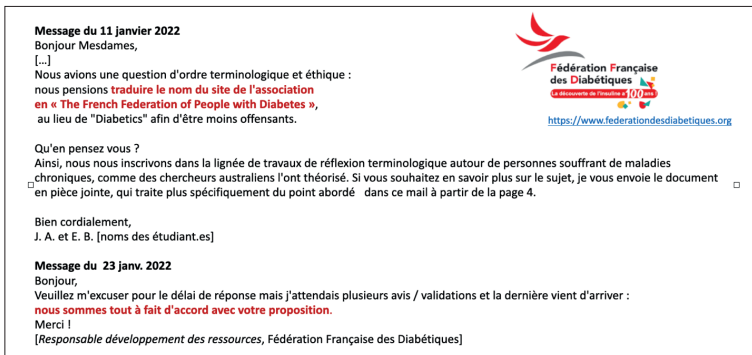 Message du 11 janvier 2022
Bonjour Mesdames,
[...]
Nous avions une question d'ordre terminologique et éthique :
nous pensions traduire le nom du site de l'association
en « The French Federation of People with Diabetes »,
au lieu de "Diabetics" afin d'être moins offensants.
Fédération Française
des Diabétiques
La découverte de l'insuline a 100 ans !
https://www.federationdesdiabetiques.org
Qu'en pensez vous ?
Ainsi, nous nous inscrivons dans la lignée de travaux de réflexion terminologique autour de personnes souffrant de maladies
chroniques, comme des chercheurs australiens l'ont théorisé. Si vous souhaitez en savoir plus sur le sujet, je vous envoie le document
en pièce jointe, qui traite plus spécifiquement du point abordé dans ce mail à partir de la page 4.
Bien cordialement,
J. A. et E. B. [noms des étudiant.es]
Message du 23 janv. 2022
Bonjour,
Veuillez m'excuser pour le délai de réponse mais j'attendais plusieurs avis / validations et la dernière vient d'arriver :
nous sommes tout à fait d'accord avec votre proposition.
Merci !
[Responsable développement des ressources, Fédération Française des Diabétiques]